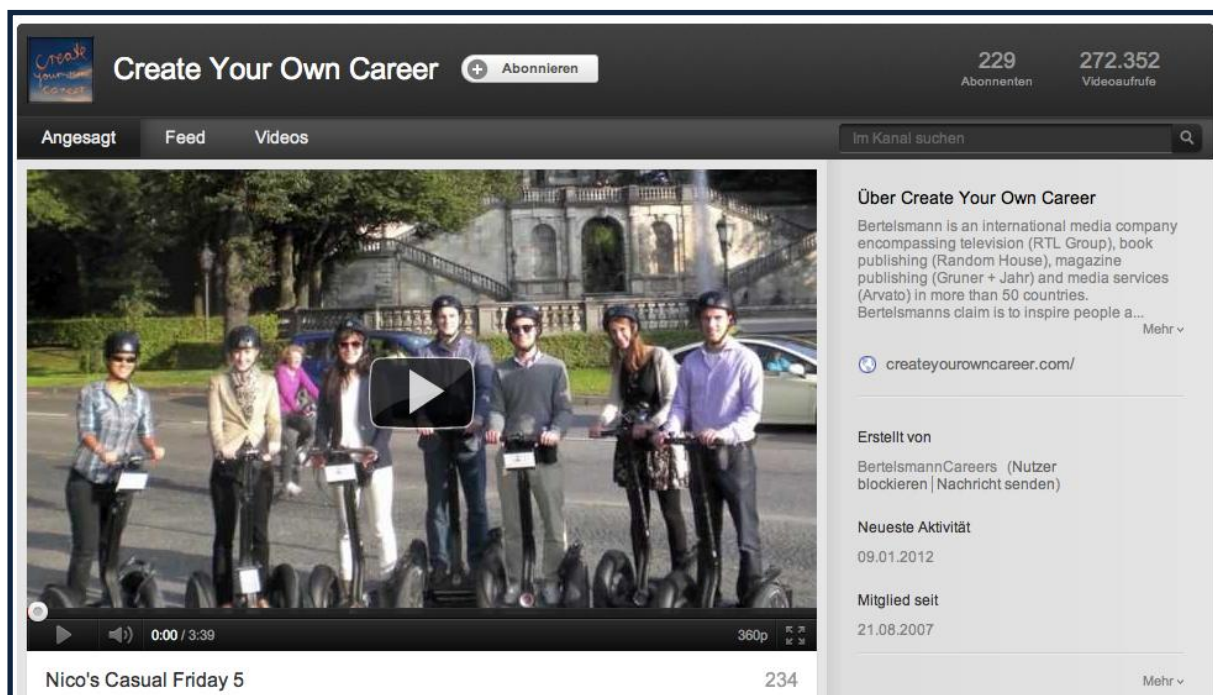 Create
your own
career
Create Your Own Career
Abonnieren
229
Abonnenten
272.352
Videoaufrufe
Angesagt
Feed
Videos
Im Kanal suchen
0:00 / 3:39
360p
Nico's Casual Friday 5
234
Über Create Your Own Career
Bertelsmann is an international media company
encompassing television (RTL Group), book
publishing (Random House), magazine
publishing (Gruner + Jahr) and media services
(Arvato) in more than 50 countries.
Bertelsmanns claim is to inspire people a...
Mehr
createyourowncareer.com/
Erstellt von
BertelsmannCareers (Nutzer
blockieren | Nachricht senden)
Neueste Aktivität
09.01.2012
Mitglied seit
21.08.2007
Mehr